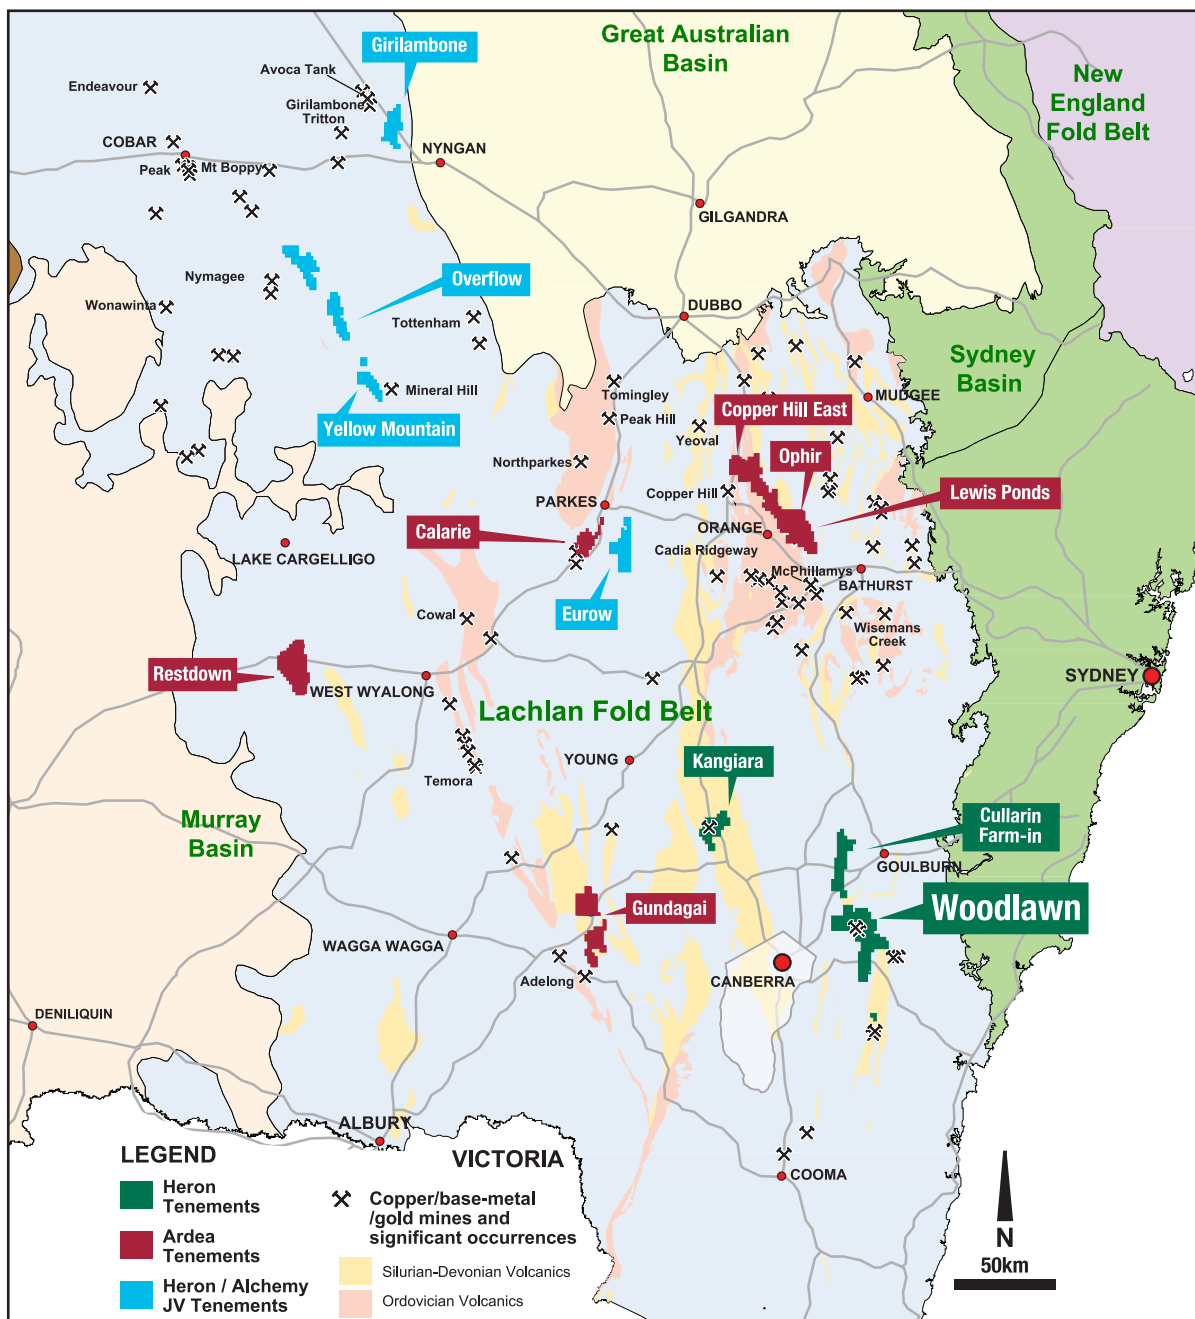 Girilambone
Great Australian
Basin
New
England
Fold Belt
Avoca Tank
Endeavour
Girilambone
Tritton
COBAR
Peak
Mt Boppy
NYNGAN
GILGANDRA
Nymagee
Overflow
Wonawinta
Tottenham
DUBBO
Sydney
Basin
Mineral Hill
Tomingley
MUDGEE
Copper Hill East
Peak Hill
Yellow Mountain
Yeoval
Ophir
Northparkes
Copper Hill
Lewis Ponds
PARKES
Calarie
ORANGE
LAKE CARGELLIGO
Cadia Ridgeway
McPhillamys
BATHURST
Eurow
Cowal
Wisemans
Creek
Restdown
WEST WYALONG
SYDNEY
Lachlan Fold Belt
YOUNG
Kangiara
Temora
Murray
Basin
Cullarin
Farm-in
GOULBURN
Gundagai
Woodlawn
WAGGA WAGGA
Adelong
CANBERRA
DENILIQUIN
ALBURY
VICTORIA
COOMA
LEGEND
Heron
Tenements
Ardea
Tenements
Heron / Alchemy
JV Tenements
Copper/base-metal
/gold mines and
significant occurrences
Silurian-Devonian Volcanics
Ordovician Volcanics
N
50km